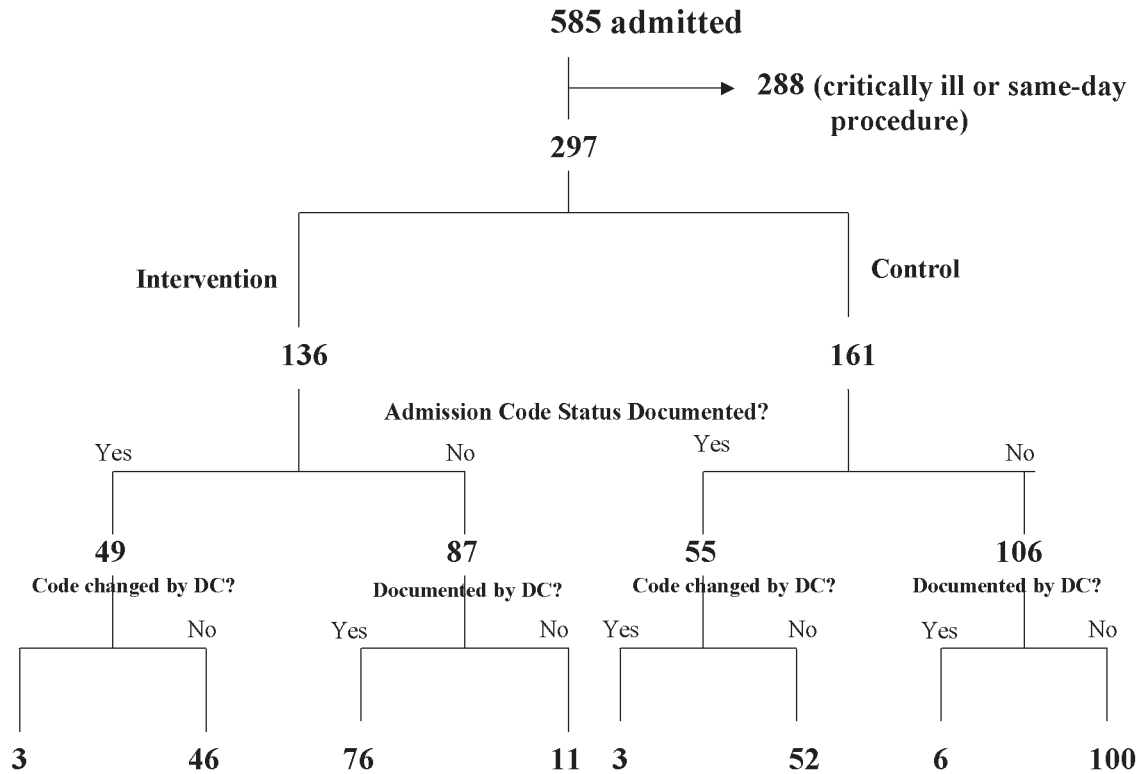 585 admitted
288 (critically ill or same-day
procedure)
297
Intervention
Control
136
161
Admission Code Status Documented?
Yes
No
Yes
No
49
87
55
106
Code changed by DC?
Documented by DC?
Code changed by DC?
Documented by DC?
No
Yes
No
Yes
No
Yes
No
3
46
76
11
3
52
6
100